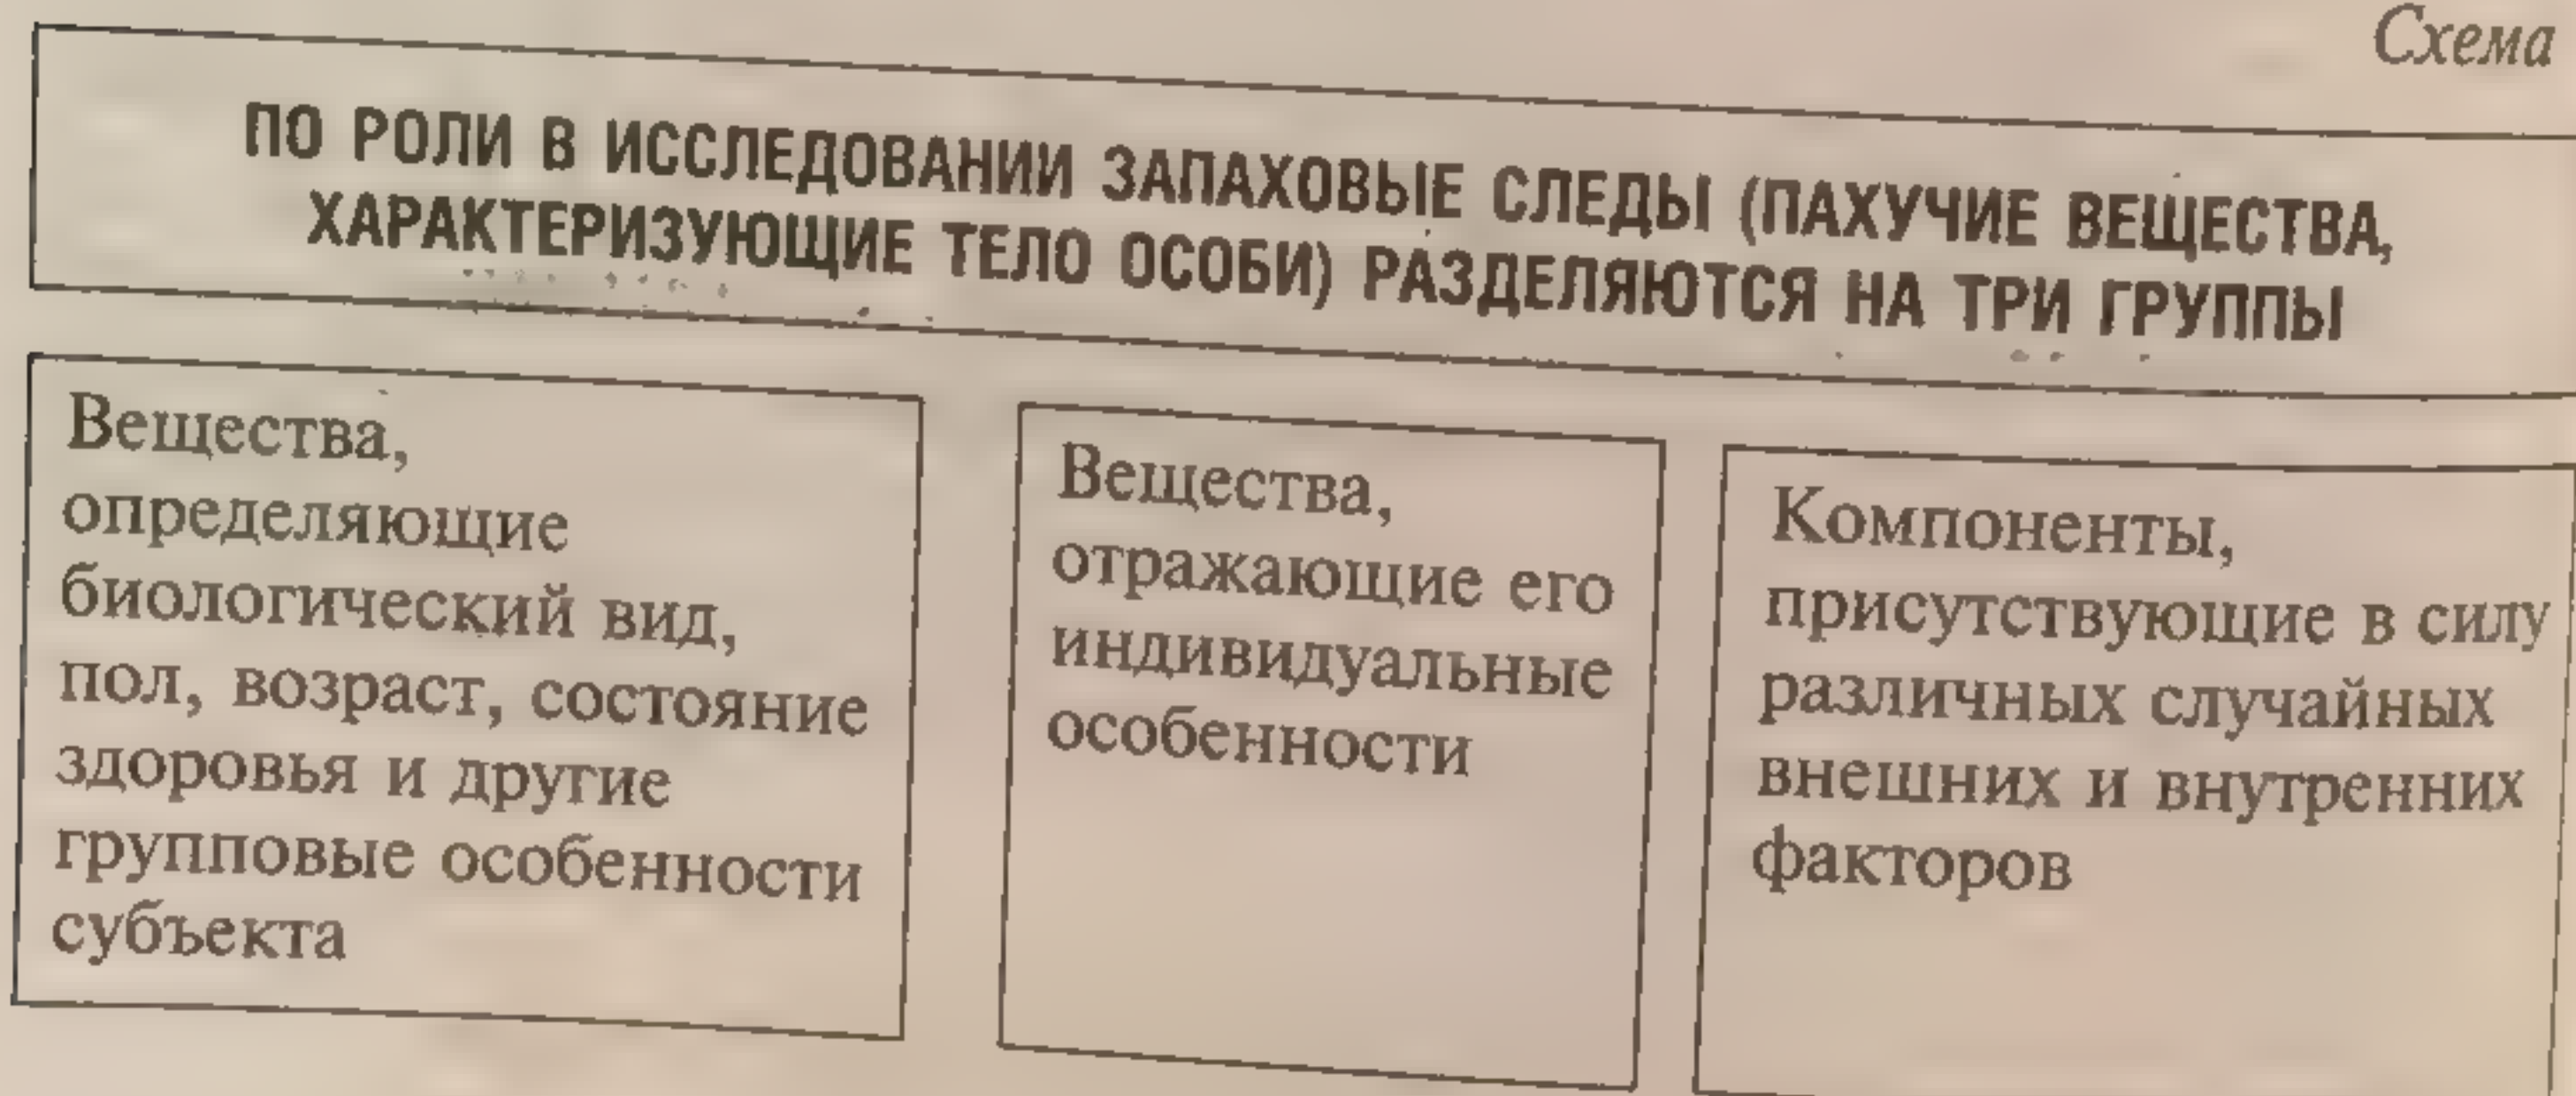 Схема
ПО РОЛИ В ИССЛЕДОВАНИИ ЗАПАХОВЫЕ СЛЕДЫ (ПАХУЧИЕ ВЕЩЕСТВА,
ХАРАКТЕРИЗУЮЩИЕ ТЕЛО ОСОБИ) РАЗДЕЛЯЮТСЯ НА ТРИ ГРУППЫ
Вещества,
определяющие
биологический вид,
пол, возраст, состояние
здоровья и другие
групповые особенности
субъекта
Вещества,
отражающие его
индивидуальные
особенности
Компоненты,
присутствующие в силу
различных случайных
внешних и внутренних
факторов